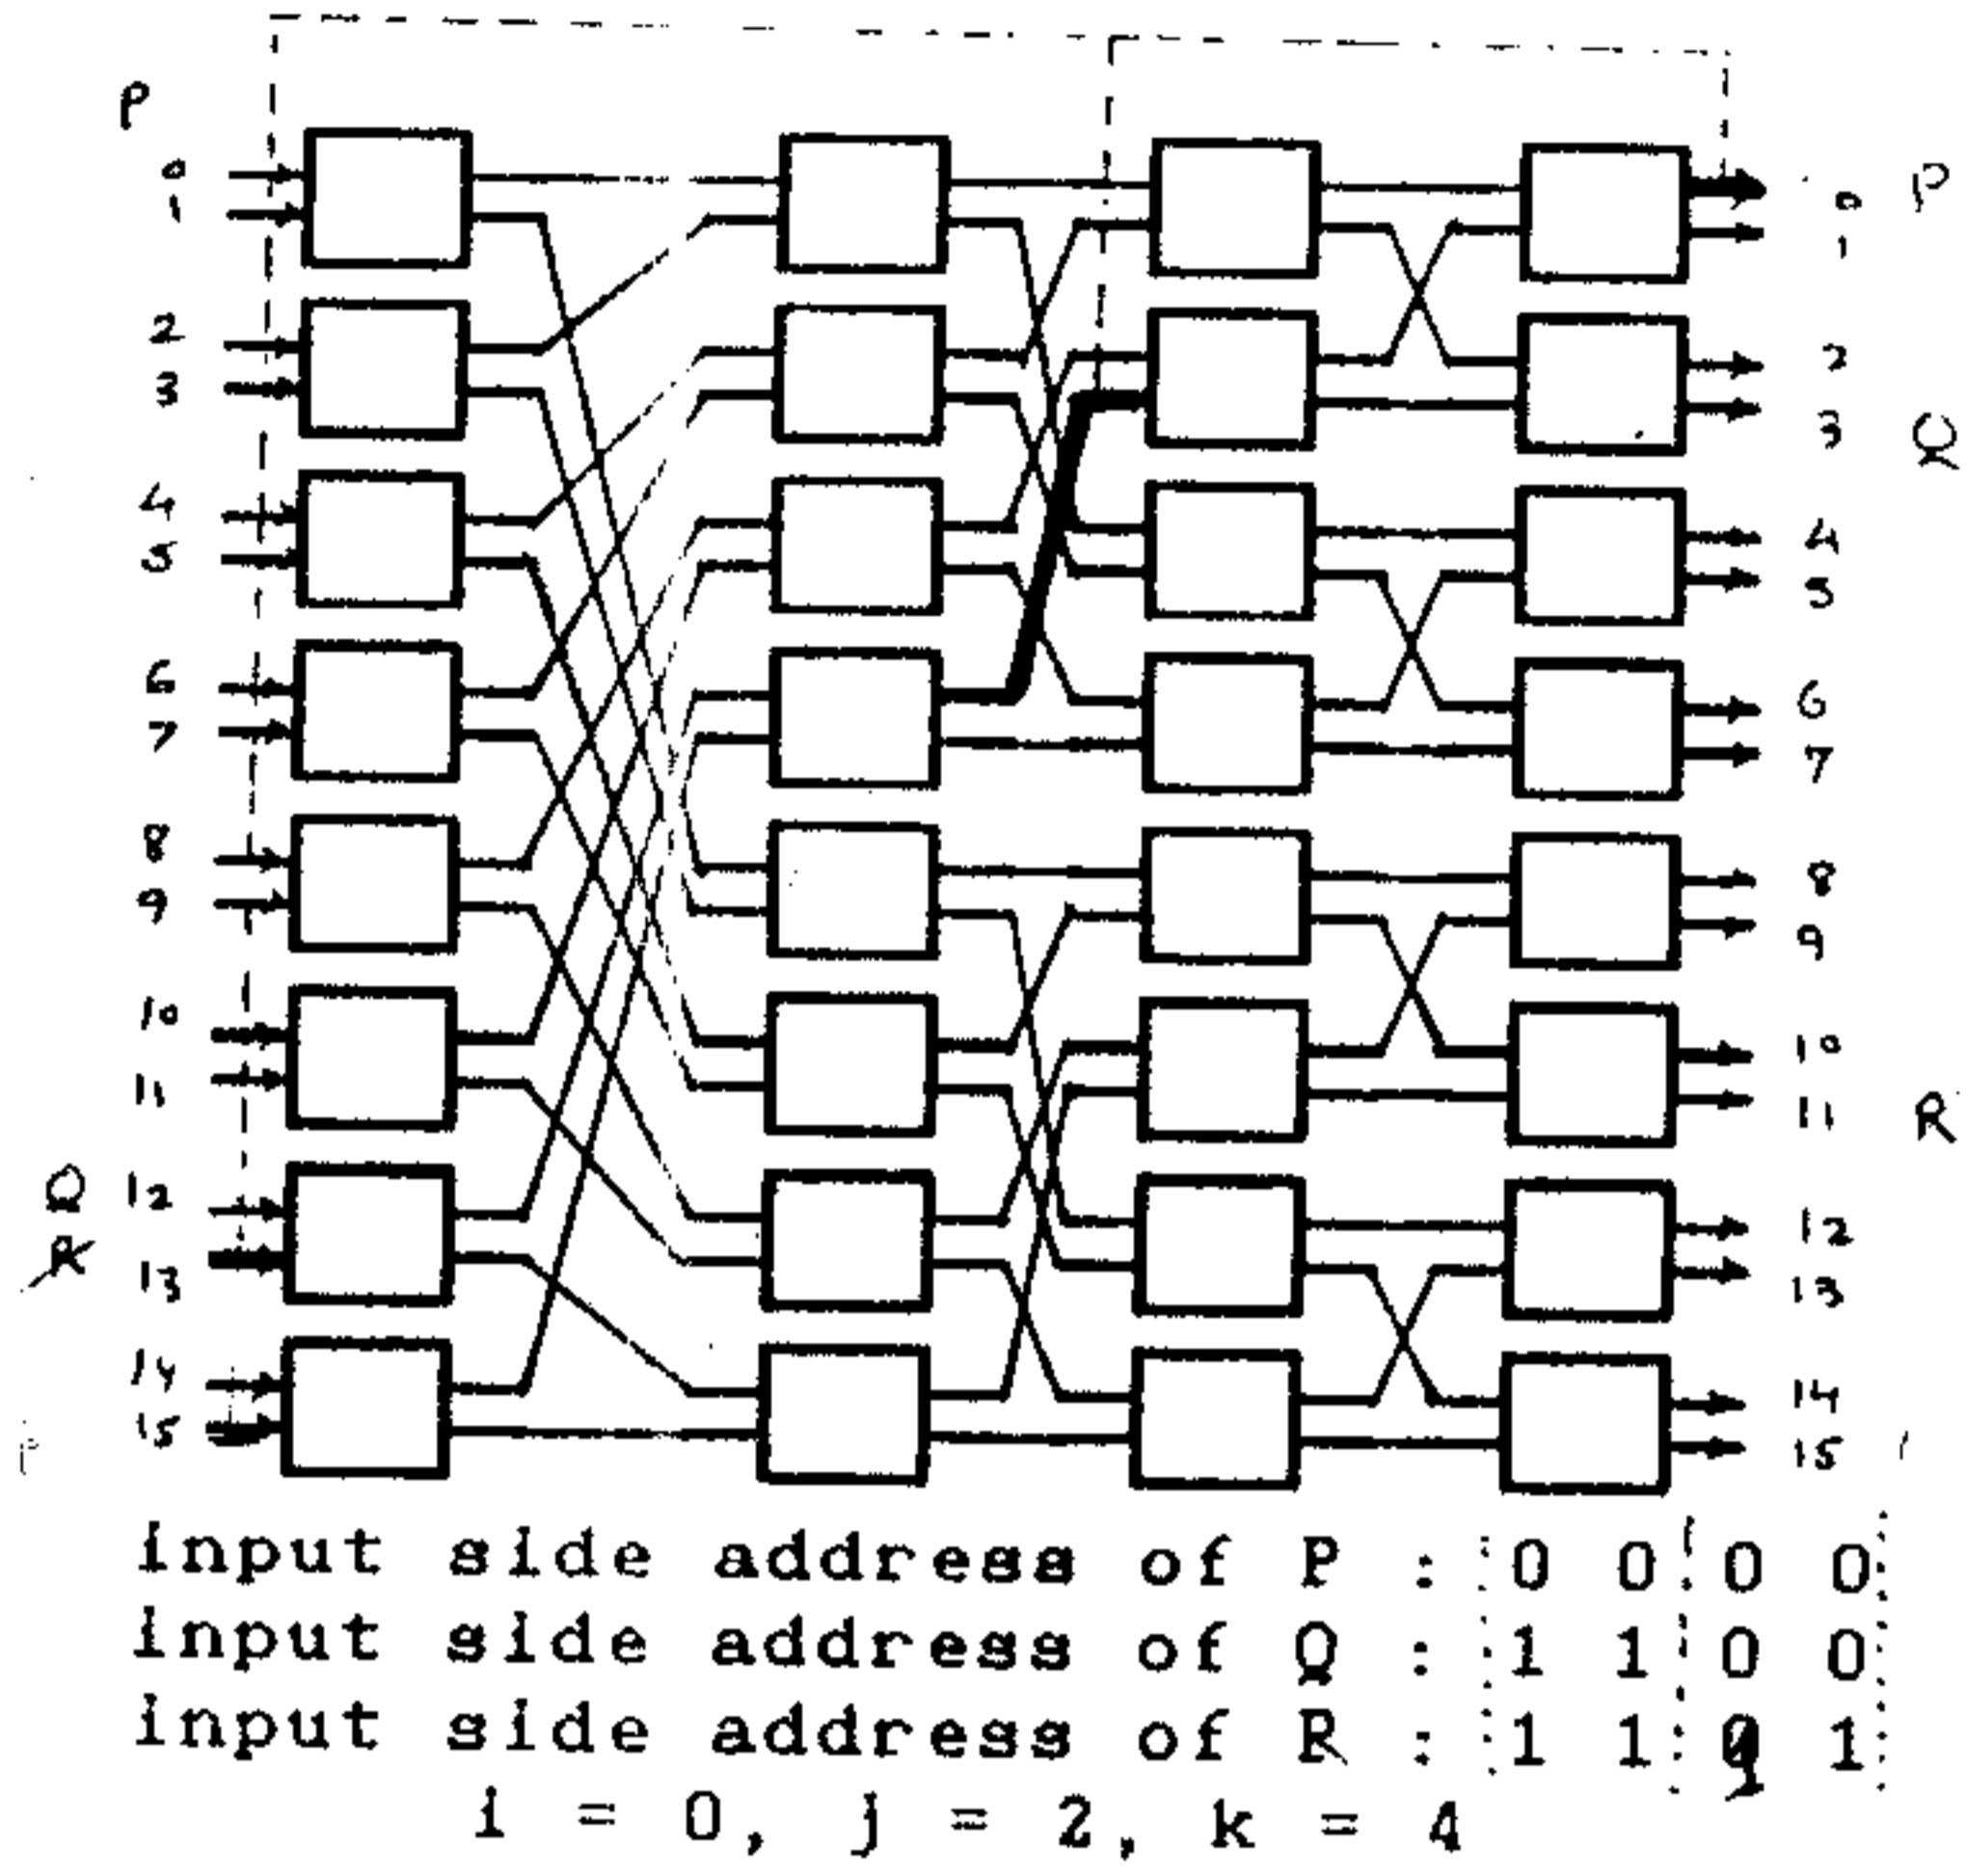 P
0
1
2
3
4
5
6
7
8
9
10
11
Q 12
R 13
14
15
0 P
1
2
3 Q
4
5
6
7
8
9
10
11 R
12
13
14
15
input side address of P : 0 0 0 0
input side address of Q : 1 1 0 0
input side address of R : 1 1 1
i = 0, j = 2, k = 4